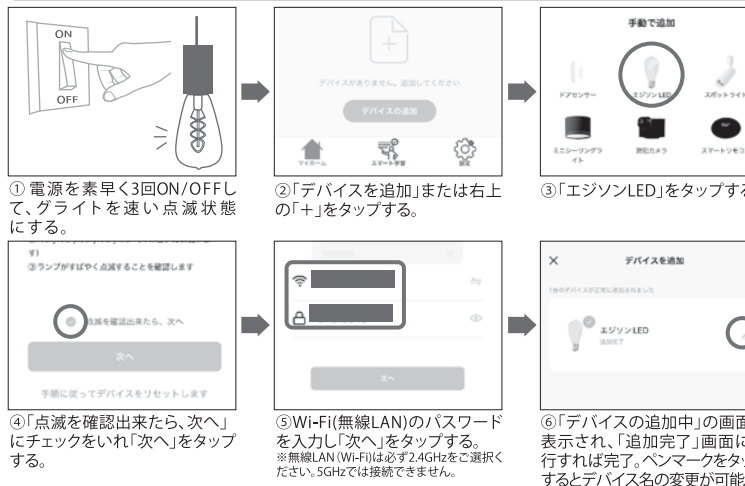 ON
OFF
①電源を素早く3回ON/OFFし
て、グライトを速い点滅状態
にする。
デバイスがありません。追加してください
デバイスの追加
マイホーム
スマート学習
設定
②「デバイスを追加」または右上
の「+」をタップする。
手動で追加
ドアセンサー
エジソンLED
スポットライト
ミニシーリングラ
イト
防犯カメラ
スマートリモコ
③「エジソンLED」をタップする
す)
③ランプがすばやく点滅することを確認します
点滅を確認出来たら、次へ
次へ
手順に従ってデバイスをリセットします
④「点滅を確認出来たら、次へ」
にチェックをいれ「次へ」をタップ
する。
次へ
⑤Wi-Fi(無線LAN)のパスワード
を入力し「次へ」をタップする。
※無線LAN(Wi-Fi)は必ず2.4GHzをご選択く
ださい。5GHzでは接続できません。
デバイスを追加
1台のデバイスが正常に追加されました
エジソンLED
追加完了
⑥「デバイスの追加中」の画面
表示され、「追加完了」画面に
行すれば完了。ペンマークをタッ
するとデバイス名の変更が可能